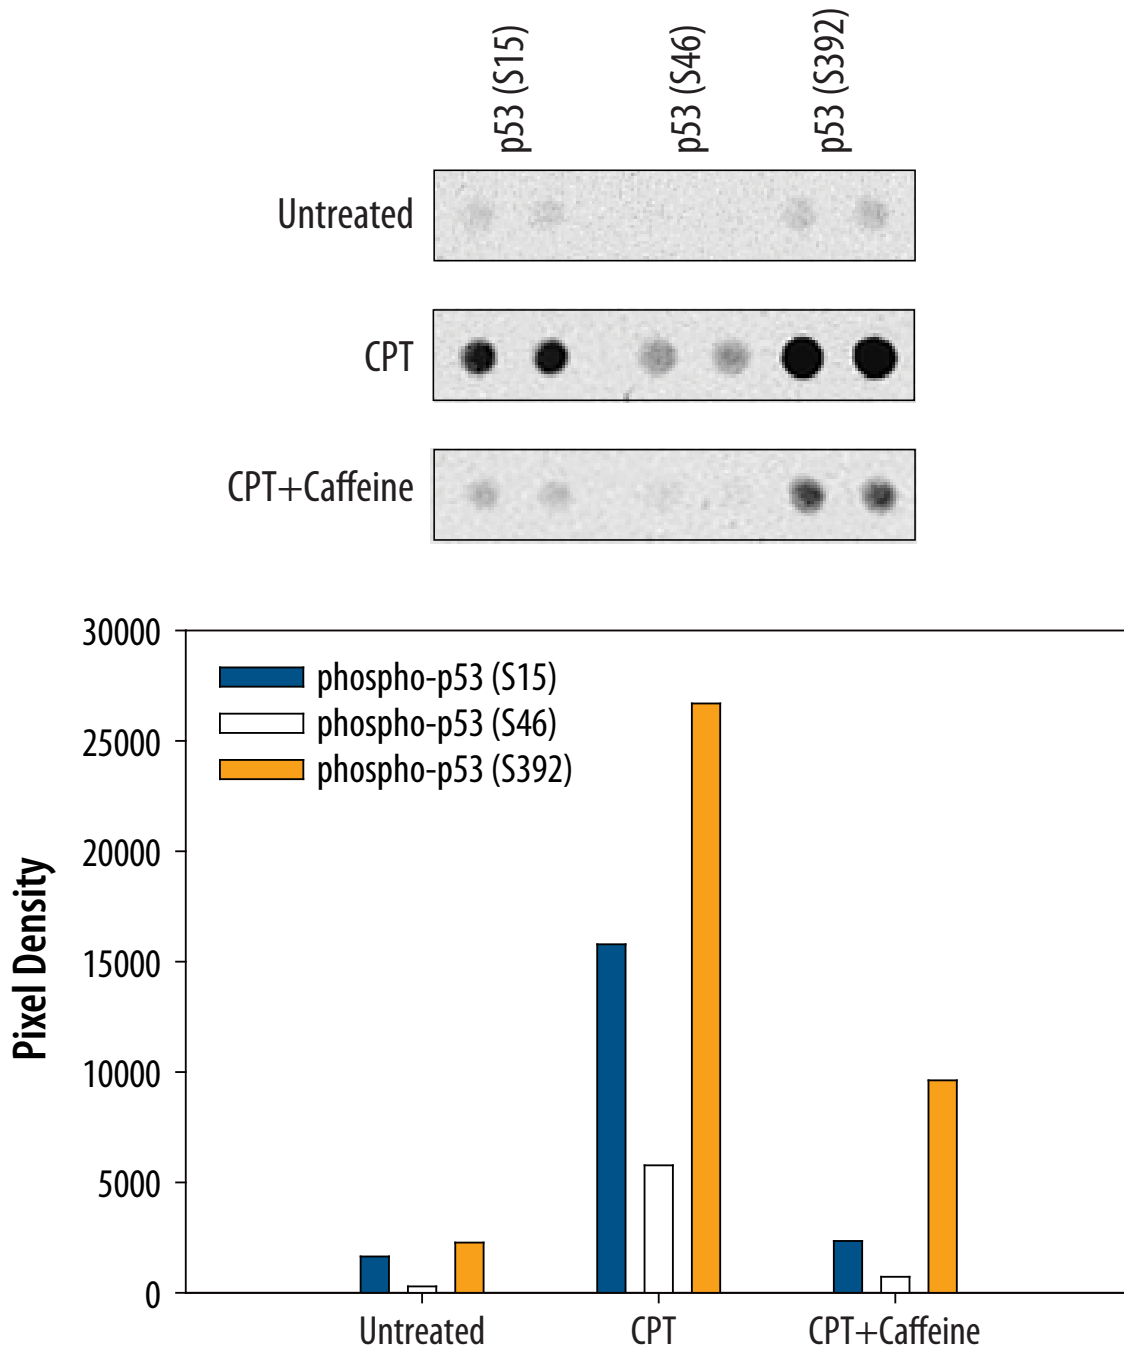 p53 (S15)
p53 (S46)
p53 (S392)
Untreated
CPT
CPT+Caffeine
30000
25000
20000
15000
10000
5000
0
Pixel Density
phospho-p53 (S15)
phospho-p53 (S46)
phospho-p53 (S392)
Untreated
CPT
CPT+Caffeine